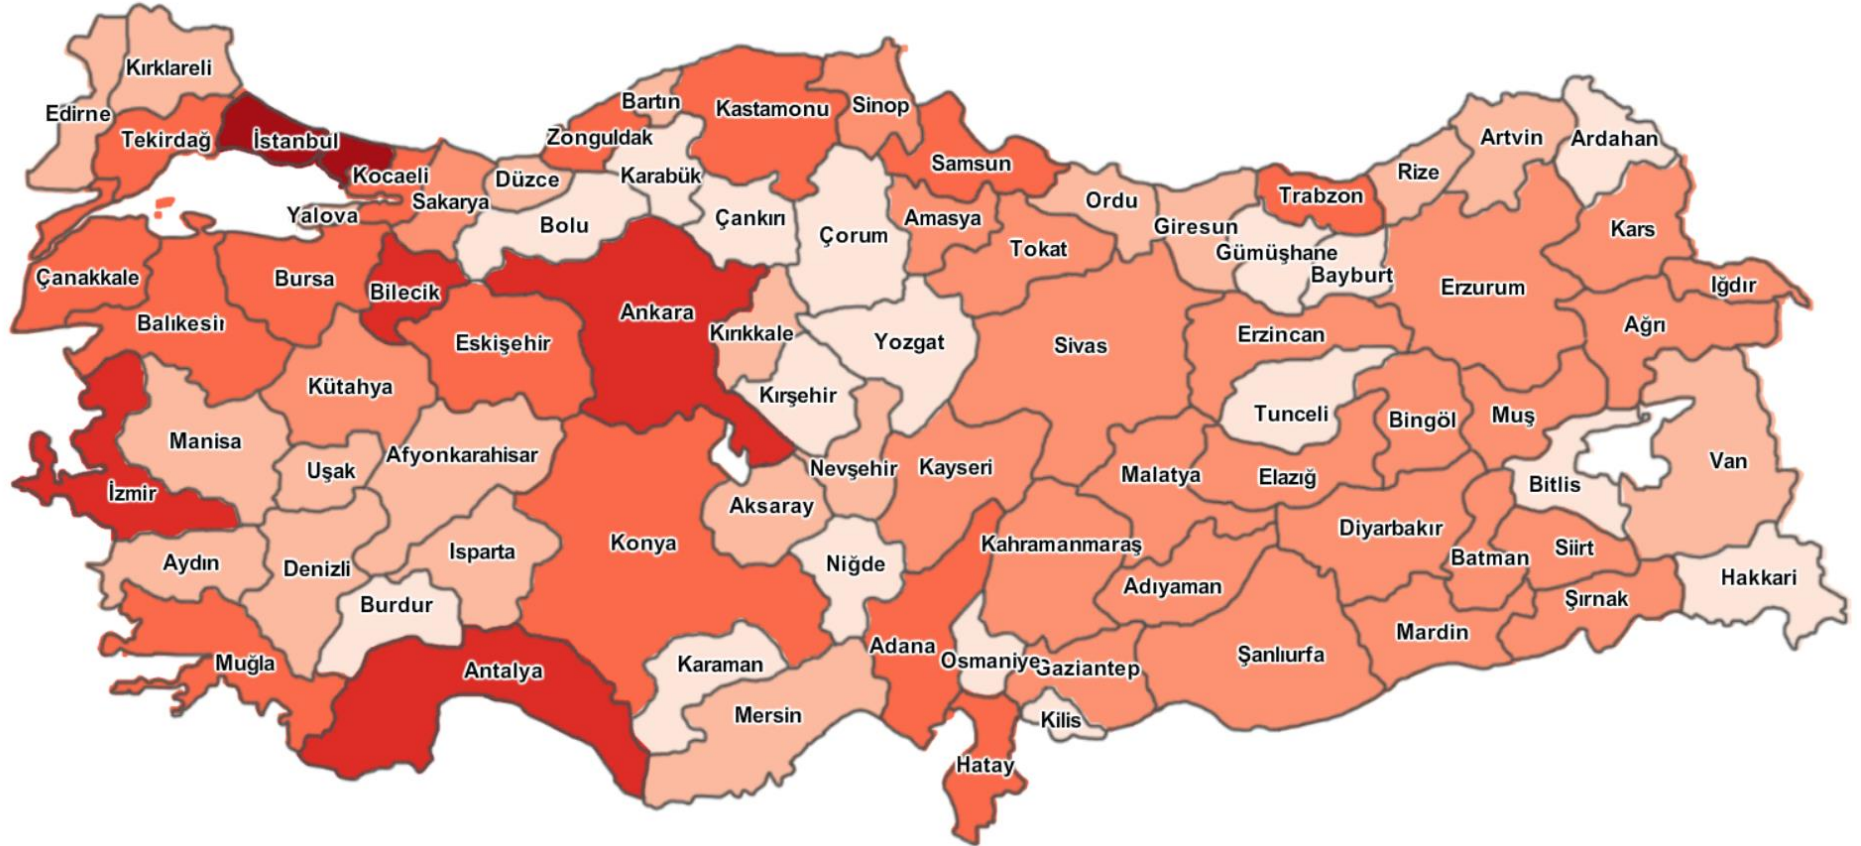 Kırklareli
Edirne
Tekirdağ
İstanbul
Kocaeli
Yalova
Sakarya
Düzce
Zonguldak
Bartın
Karabük
Kastamonu
Sinop
Samsun
Bolu
Çankırı
Çorum
Amasya
Tokat
Ordu
Giresun
Gümüşhane
Bayburt
Trabzon
Rize
Artvin
Ardahan
Kars
Iğdır
Ağrı
Erzurum
Erzincan
Sivas
Yozgat
Kırıkkale
Kırşehir
Ankara
Eskişehir
Bilecik
Bursa
Çanakkale
Balıkesir
Kütahya
Manisa
Uşak
Afyonkarahisar
İzmir
Aydın
Denizli
Isparta
Burdur
Muğla
Antalya
Konya
Aksaray
Nevşehir
Kayseri
Niğde
Karaman
Mersin
Adana
Osmaniye
Hatay
Kilis
Gaziantep
Kahramanmaraş
Malatya
Adıyaman
Elazığ
Tunceli
Bingöl
Muş
Bitlis
Van
Hakkari
Şırnak
Siirt
Batman
Diyarbakır
Mardin
Şanlıurfa